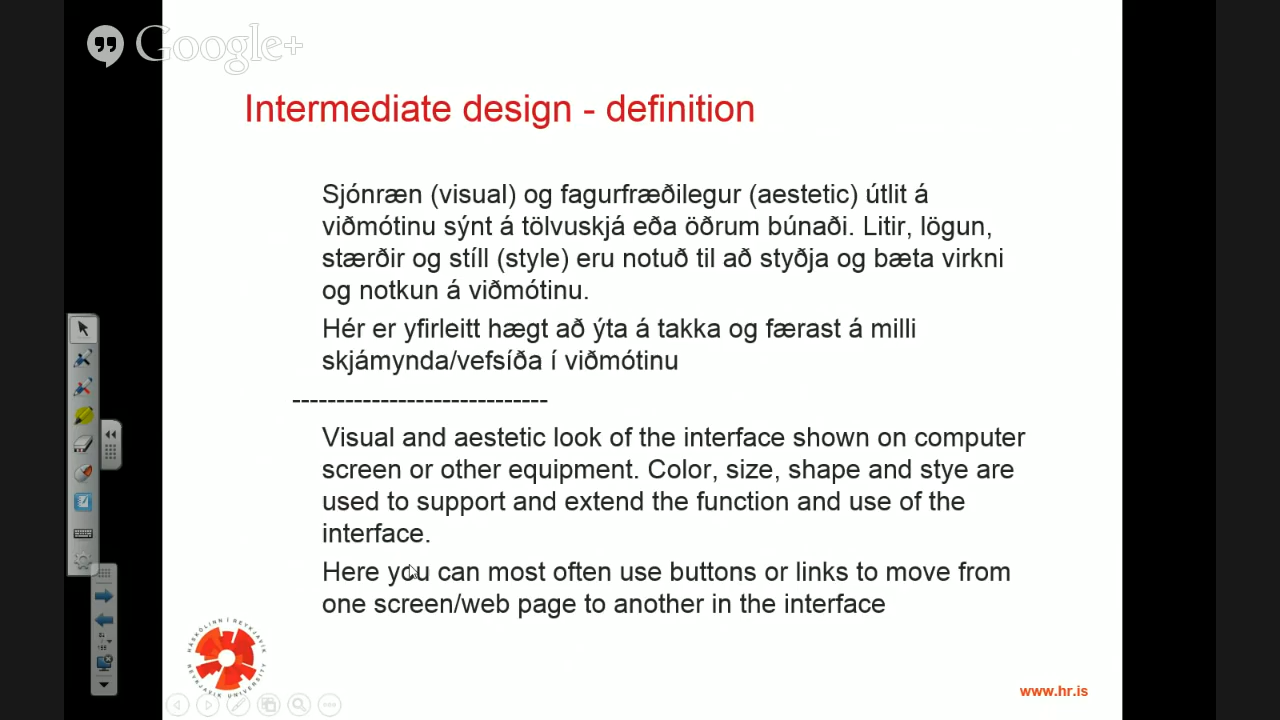 Google+
Intermediate design - definition
Sjónræn (visual) og fagurfræðilegur (aestetic) útlit á
viðmótinu sýnt á tölvuskjá eða öðrum búnaði. Litir, lögun,
stærðir og stíll (style) eru notuð til að styðja og bæta virkni
og notkun á viðmótinu.
Hér er yfirleitt hægt að ýta á takka og færast á milli
skjámynda/vefsíða í viðmótinu
-----------------------------
Visual and aestetic look of the interface shown on computer
screen or other equipment. Color, size, shape and stye are
used to support and extend the function and use of the
interface.
Here you can most often use buttons or links to move from
one screen/web page to another in the interface
HÁSKÓLINN Í REYKJAVÍK
REYKJAVIK UNIVERSITY
www.hr.is